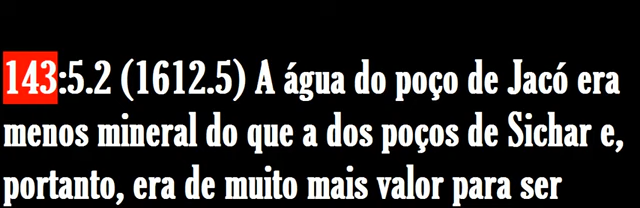 143:5.2 (1612.5) A água do poço de Jacó era
menos mineral do que a dos poços de Sichar e,
portanto, era de muito mais valor para ser